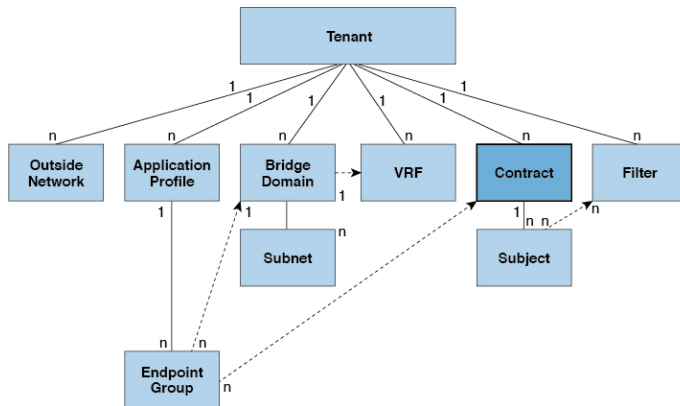 Tenant
1 1 1 1 1 1
n n n n n n
Outside
Network
Application
Profile
Bridge
Domain
VRF
Contract
Filter
1 1 1 1 n n n
Subnet
n
Subject
n n n
Endpoint
Group
n